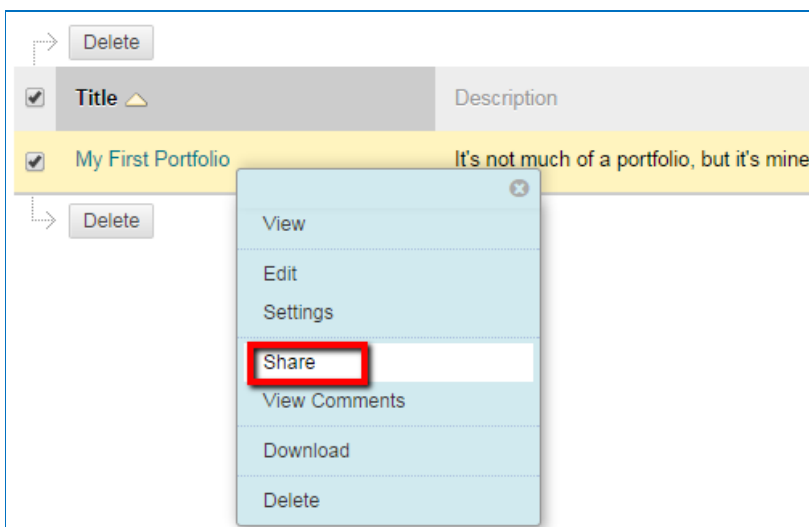 Delete
Title Description
My First Portfolio It's not much of a portfolio, but it's mine
Delete
View
Edit
Settings
Share
View Comments
Download
Delete